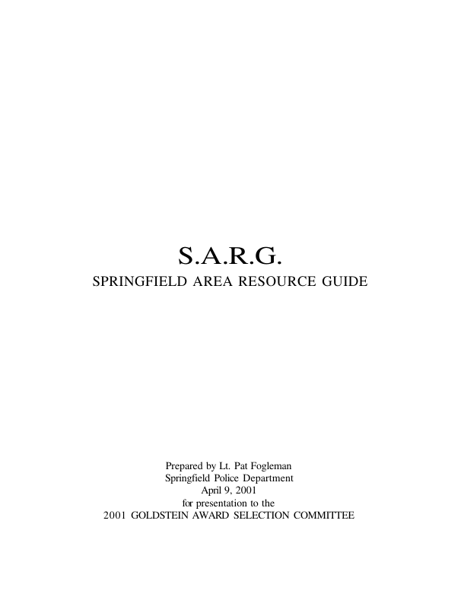 S.A.R.G.
SPRINGFIELD AREA RESOURCE GUIDE
Prepared by Lt. Pat Fogleman
Springfield Police Department
April 9, 2001
for presentation to the
2001 GOLDSTEIN AWARD SELECTION COMMITTEE